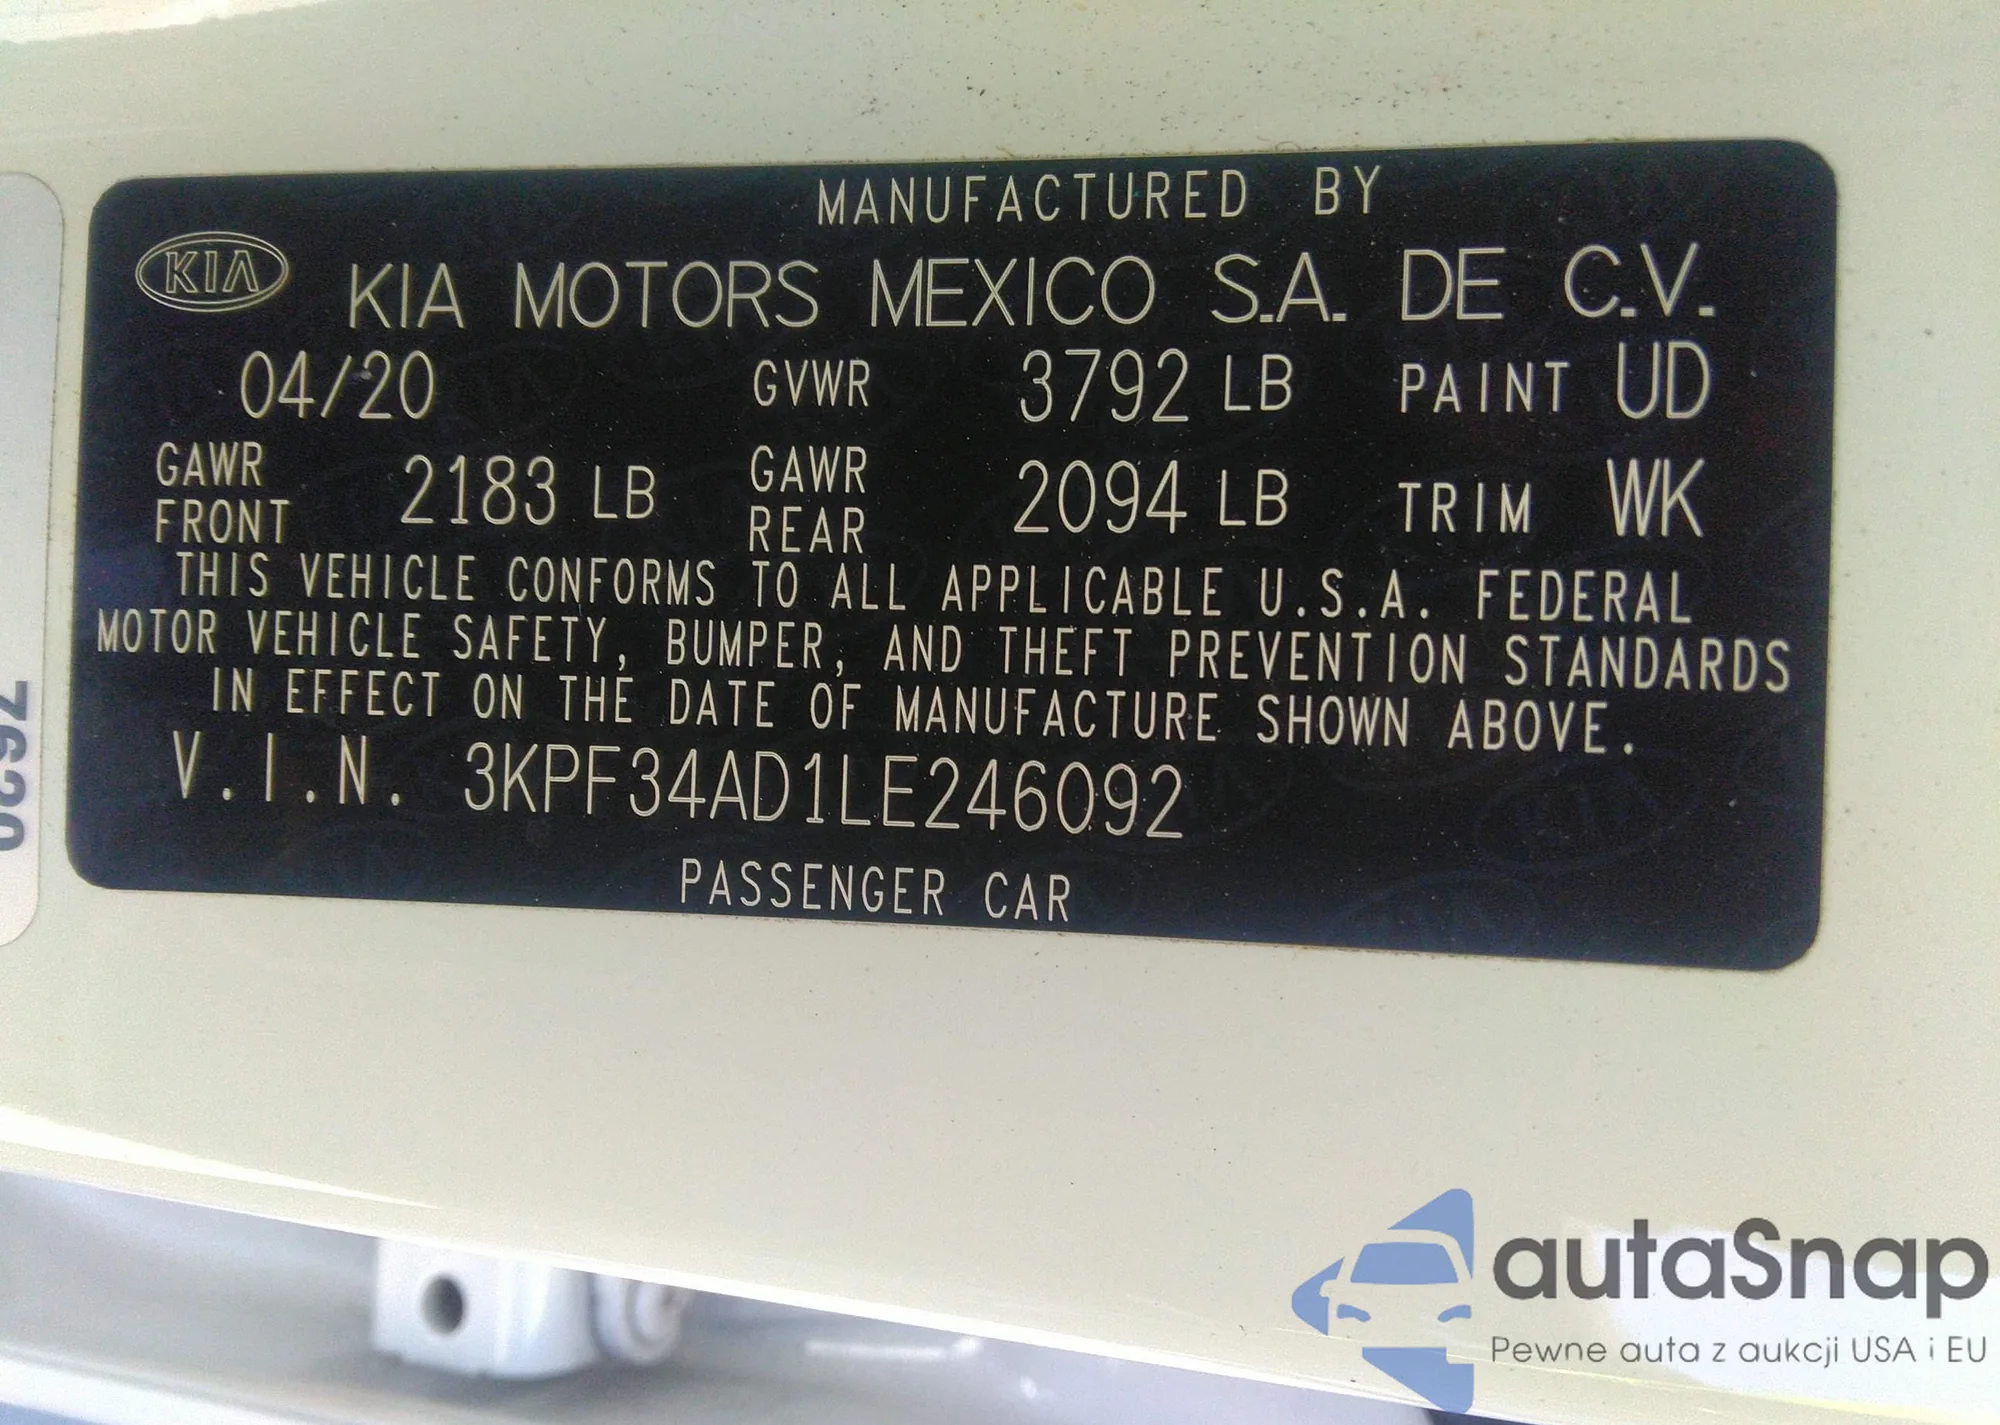 MANUFACTURED BY
KIA KIA MOTORS MEXICO S.A. DE C.V.
04/20 GVWR 3792 LB PAINT UD
GAWR FRONT 2183 LB GAWR REAR 2094 LB TRIM WK
THIS VEHICLE CONFORMS TO ALL APPLICABLE U.S.A. FEDERAL
MOTOR VEHICLE SAFETY, BUMPER, AND THEFT PREVENTION STANDARDS
IN EFFECT ON THE DATE OF MANUFACTURE SHOWN ABOVE.
V.I.N. 3KPF34AD1LE246092
PASSENGER CAR
autaSnap
Pewne auta z aukcji USA i EU